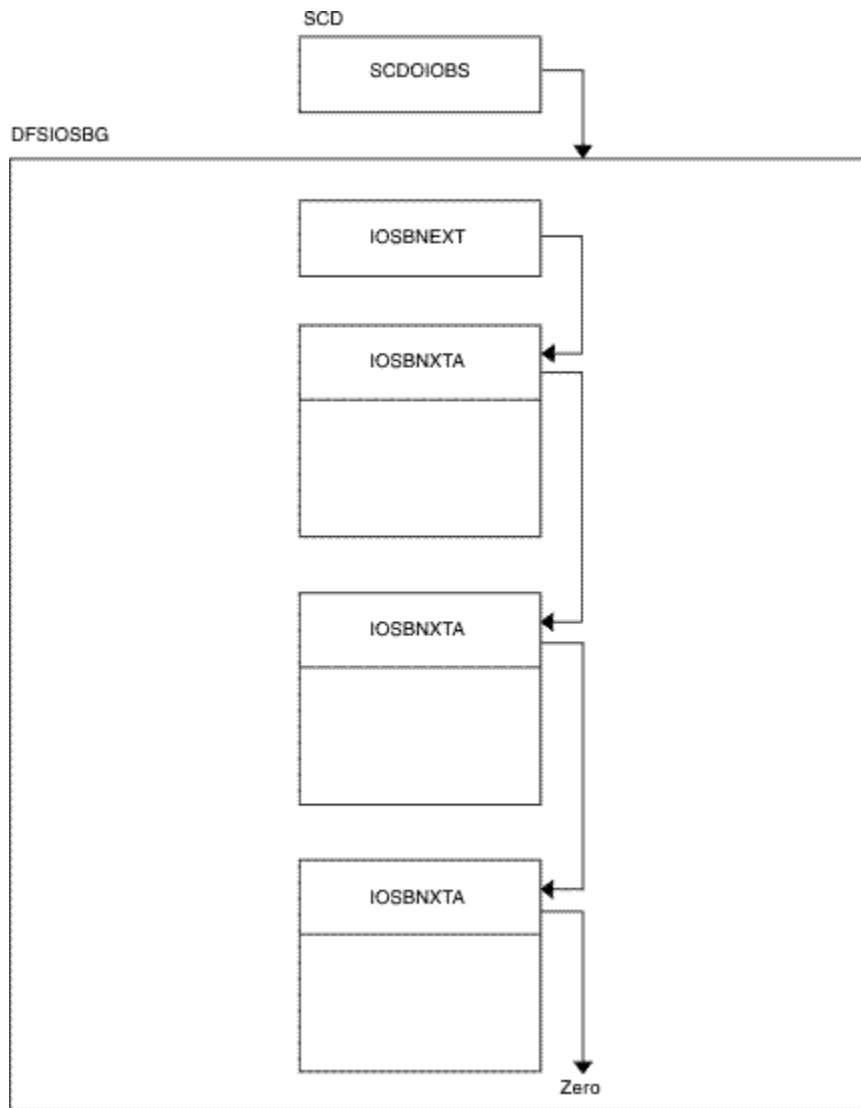 SCD
SCDOIOBS
DFSIOSBG
IOSBNEXT
IOSBNXTA
IOSBNXTA
IOSBNXTA
Zero